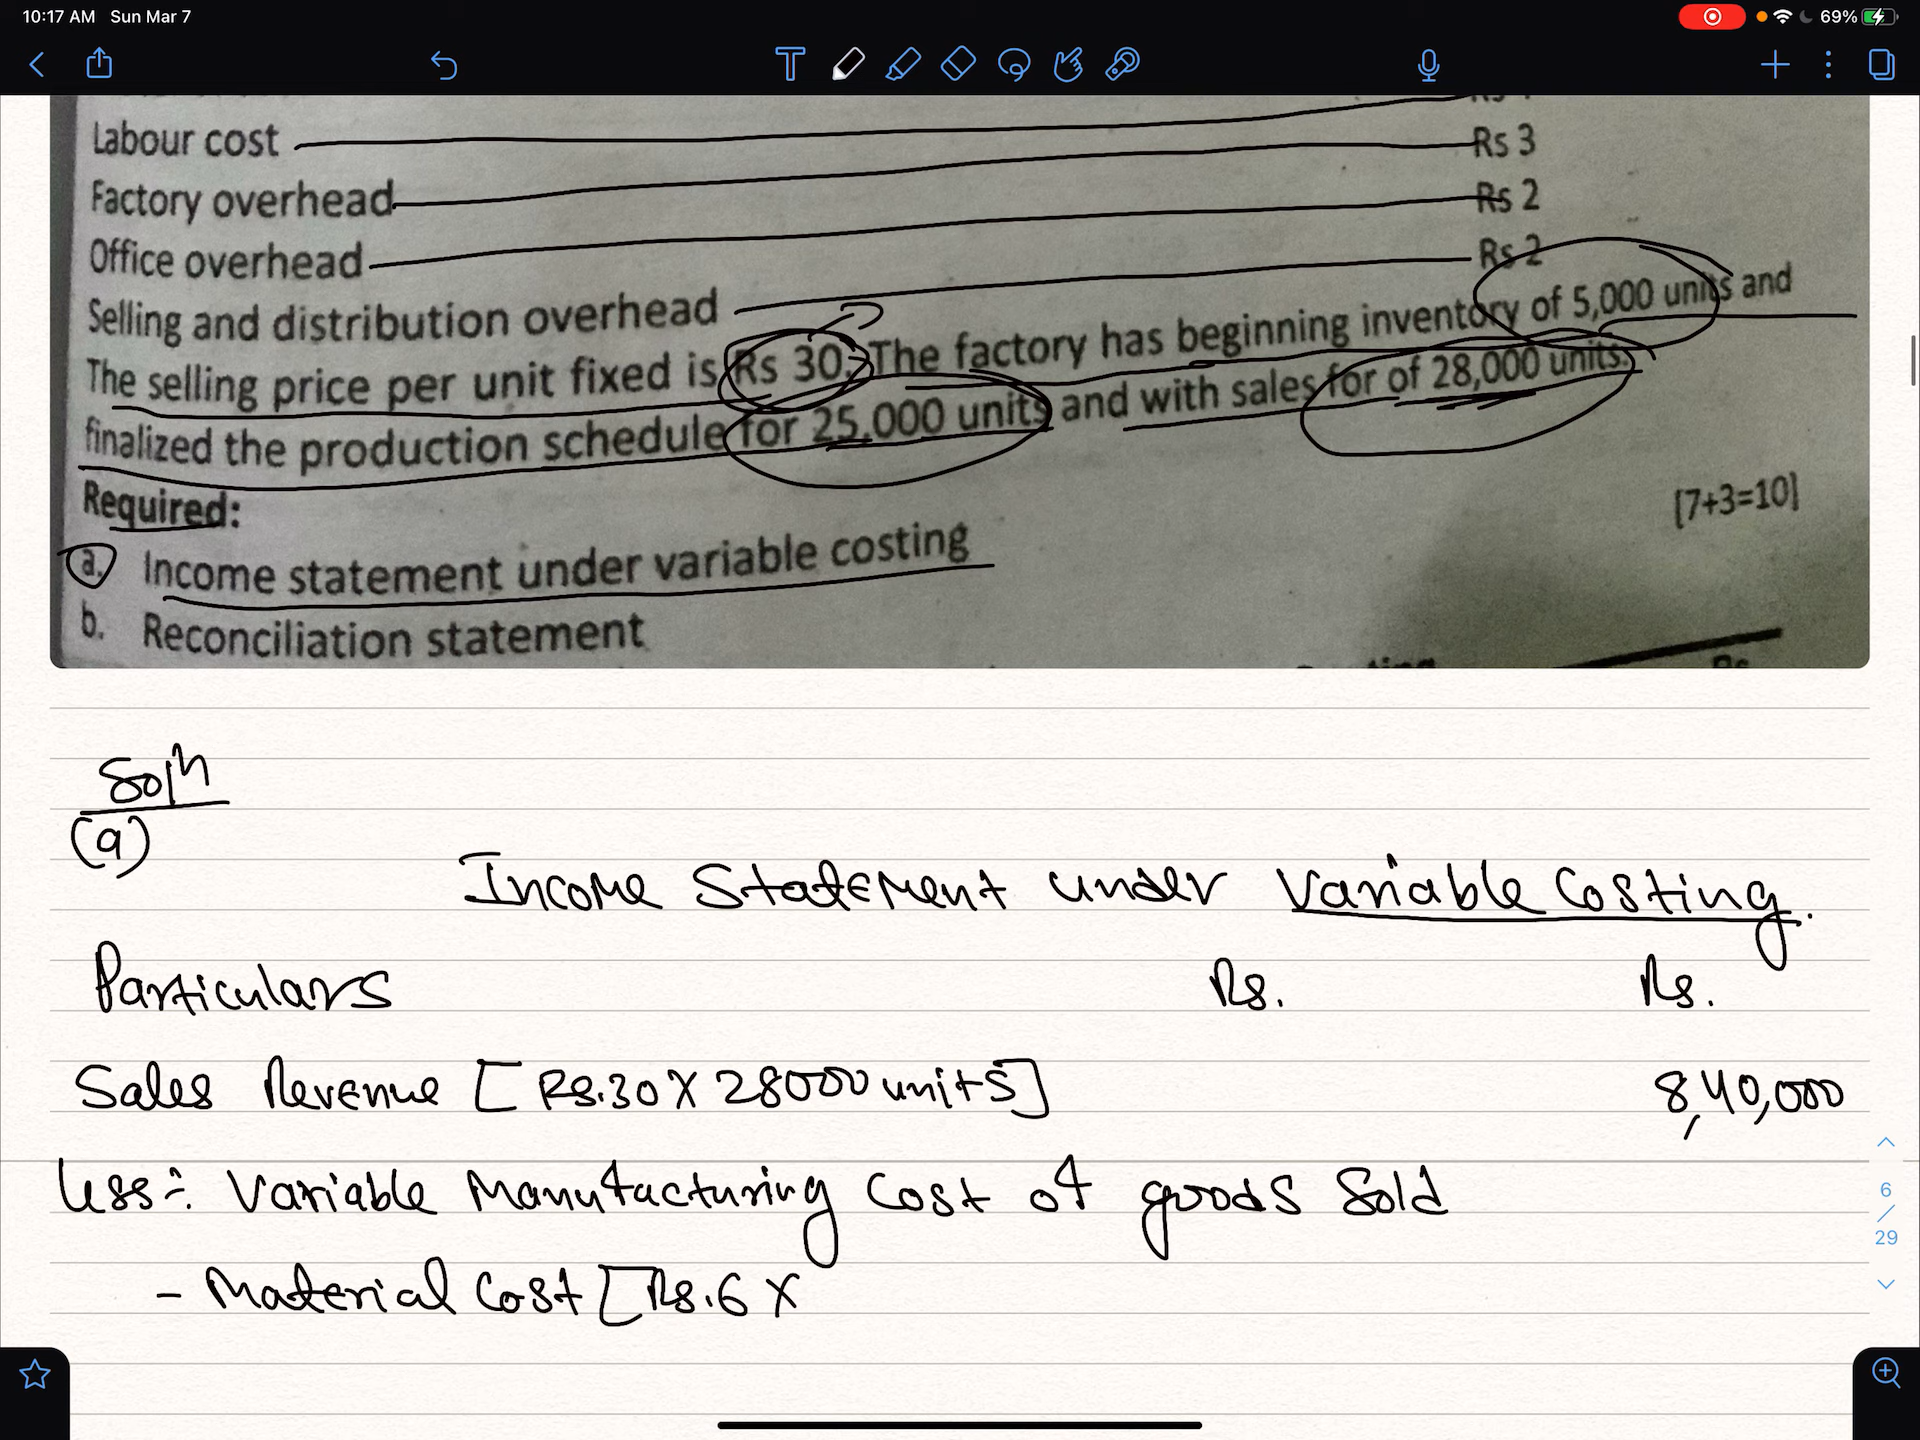 10:17 AM Sun Mar 7
69%
Labour cost
Rs 3
Factory overhead
Rs 2
Office overhead
Rs 2
Selling and distribution overhead
The selling price per unit fixed is Rs 30. The factory has beginning inventory of 5,000 units and
finalized the production schedule for 25,000 units and with sales for of 28,000 units.
Required:
[7+3=10]
a. Income statement under variable costing
b. Reconciliation statement
Soln
(a)
Income Statement under Variable Costing.
Particulars Rs. Rs.
Sales Revenue [Rs.30 X 28000 units] 8,40,000
Less:- Variable Manufacturing Cost of goods Sold
- Material Cost [Rs.6 X
6
/
29